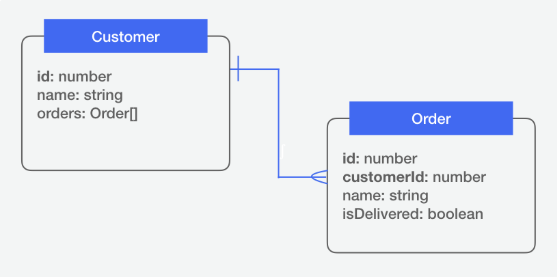 Customer
id: number
name: string
orders: Order[]
Order
id: number
customerId: number
name: string
isDelivered: boolean